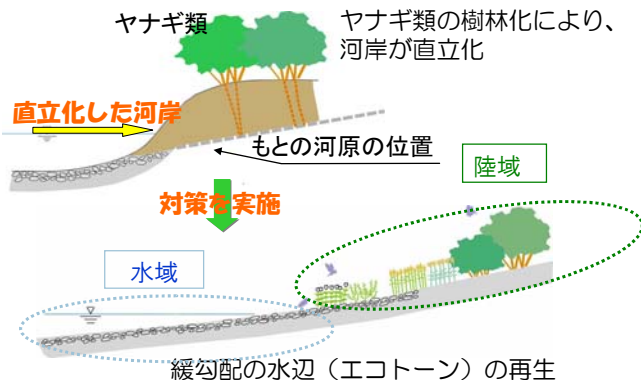 ヤナギ類
ヤナギ類の樹林化により、
河岸が直立化
直立化した河岸
もとの河原の位置
陸域
対策を実施
水域
緩勾配の水辺（エコトーン）の再生